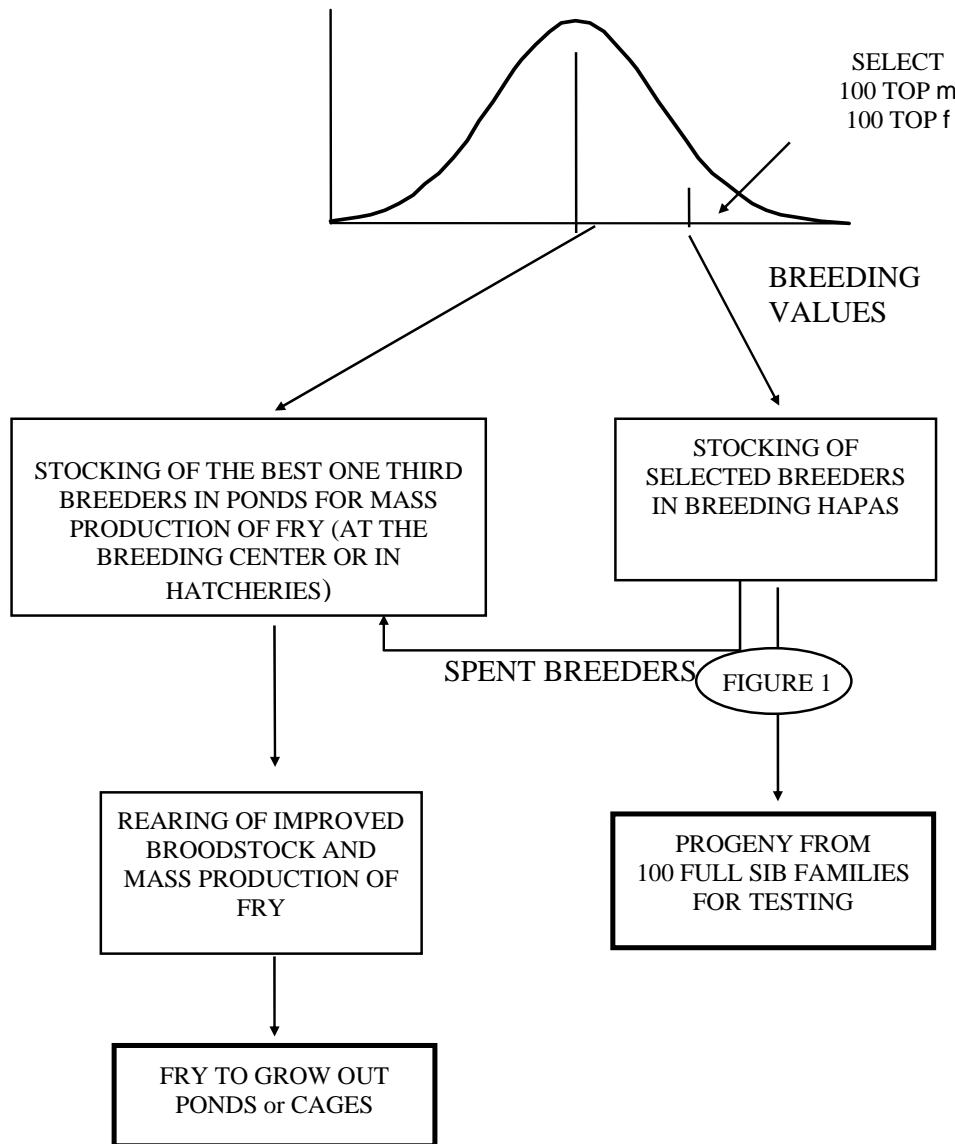 SELECT
100 TOP m
100 TOP f
BREEDING
VALUES
STOCKING OF THE BEST ONE THIRD
BREEDERS IN PONDS FOR MASS
PRODUCTION OF FRY (AT THE
BREEDING CENTER OR IN
HATCHERIES)
STOCKING OF
SELECTED BREEDERS
IN BREEDING HAPAS
SPENT BREEDERS
FIGURE 1
REARING OF IMPROVED
BROODSTOCK AND
MASS PRODUCTION OF
FRY
PROGENY FROM
100 FULL SIB FAMILIES
FOR TESTING
FRY TO GROW OUT
PONDS or CAGES